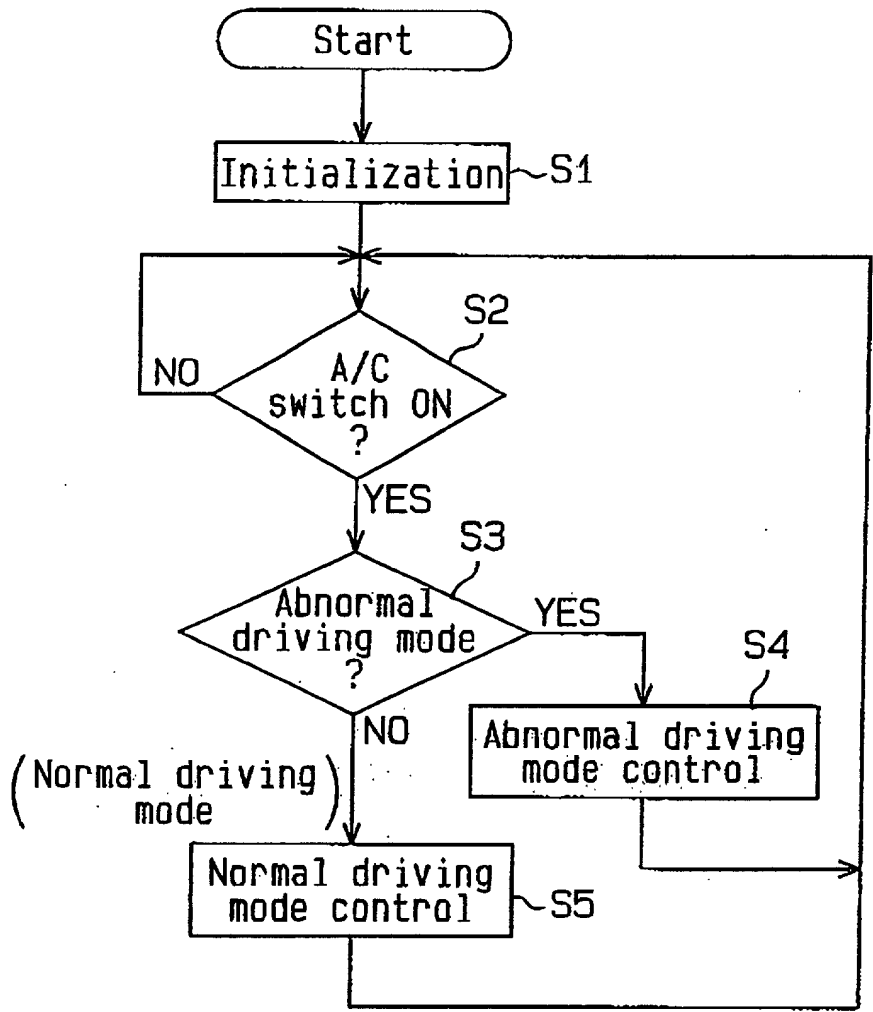 Start
Initialization
S1
S2
NO
A/C
switch ON
?
YES
S3
Abnormal
driving mode
?
YES
S4
NO
Abnormal driving
mode control
(Normal driving
mode)
Normal driving
mode control
S5